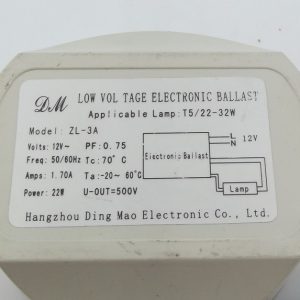 DM LOW VOL TAGE ELECTRONIC BALLAST
Applicable Lamp: T5/22-32W
Model: ZL-3A
Volts: 12V~ PF: 0.75
Freq: 50/60Hz Tc: 70° C
Amps: 1.70A Ta: -20~ 60°C
Power: 22W U-OUT=500V
L
N
12V
Electronic Ballast
Lamp
Hangzhou Ding Mao Electronic Co., Ltd.